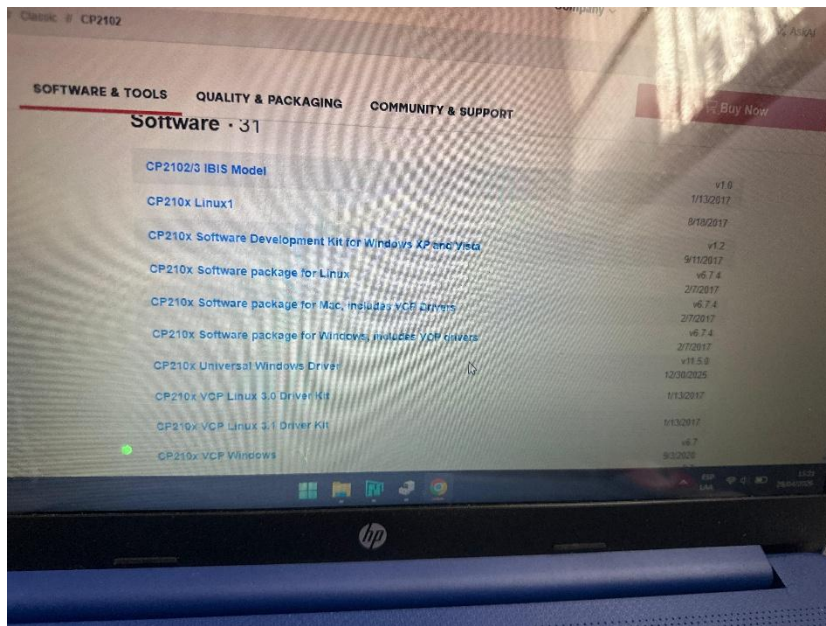 Classic // CP2102
Company
AskAI
SOFTWARE & TOOLS
QUALITY & PACKAGING
COMMUNITY & SUPPORT
Buy Now
Software · 31
CP2102/3 IBIS Model
v1.0
1/13/2017
CP210x Linux1
8/18/2017
CP210x Software Development Kit for Windows XP and Vista
v1.2
9/11/2017
CP210x Software package for Linux
v6.7.4
2/7/2017
CP210x Software package for Mac, includes VCP Drivers
v6.7.4
2/7/2017
CP210x Software package for Windows, includes VCP drivers
v6.7.4
2/7/2017
CP210x Universal Windows Driver
v11.5.0
12/30/2025
CP210x VCP Linux 3.0 Driver Kit
1/13/2017
CP210x VCP Linux 3.1 Driver Kit
1/13/2017
CP210x VCP Windows
v6.7
9/3/2020
ESP
LAA
hp